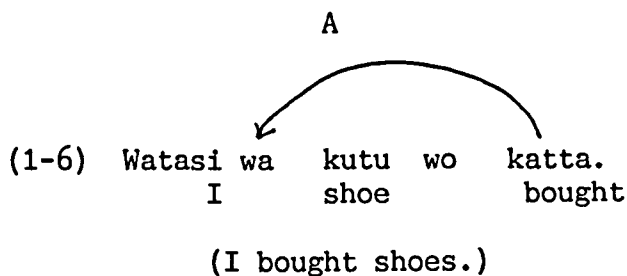 A
(1-6) Watasi wa kutu wo katta.
I shoe bought
(I bought shoes.)